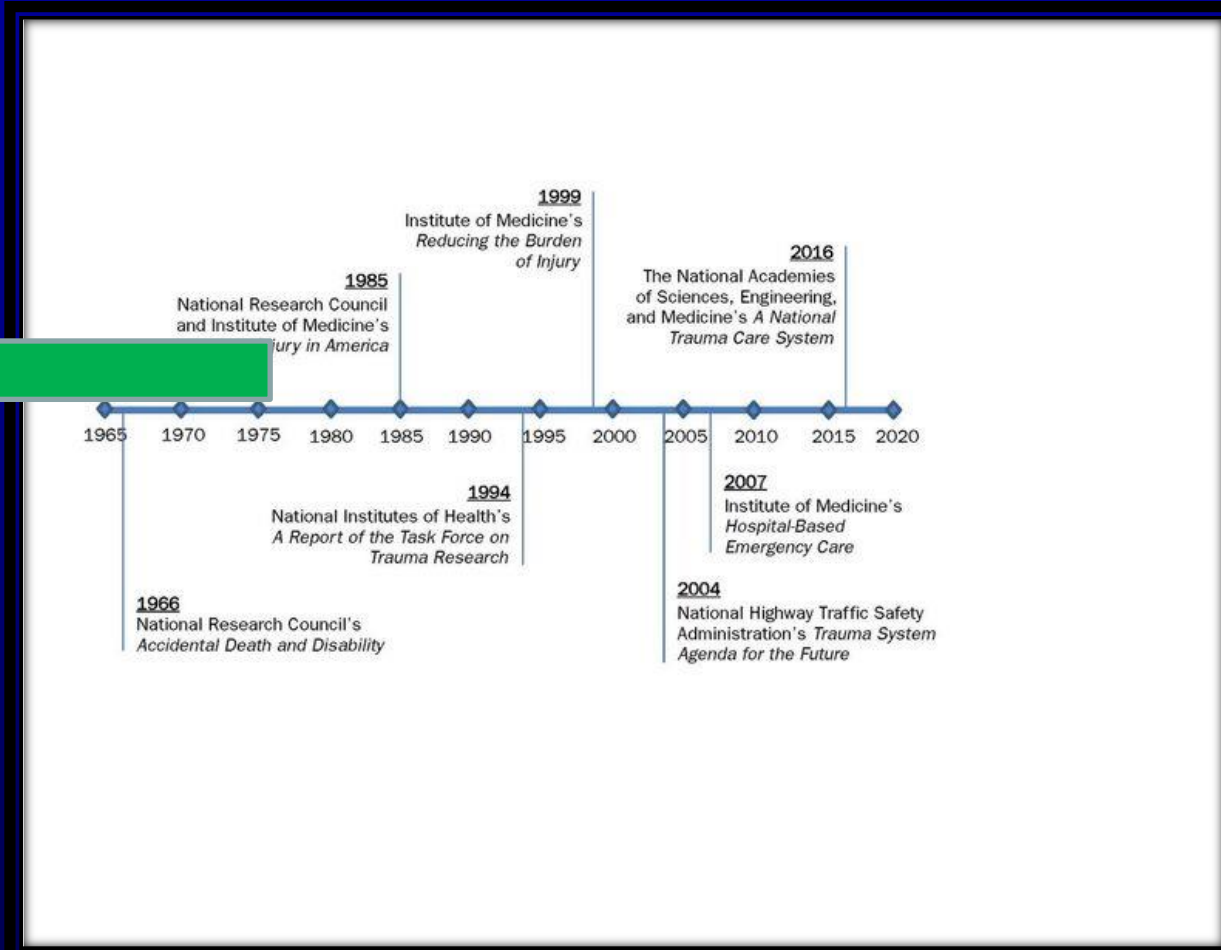 1999
Institute of Medicine's
Reducing the Burden
of Injury
2016
The National Academies
of Sciences, Engineering,
and Medicine's A National
Trauma Care System
1985
National Research Council
and Institute of Medicine's
in America
1965 1970 1975 1980 1985 1990 1995 2000 2005 2010 2015 2020
1994
National Institutes of Health's
A Report of the Task Force on
Trauma Research
2007
Institute of Medicine's
Hospital-Based
Emergency Care
1966
National Research Council's
Accidental Death and Disability
2004
National Highway Traffic Safety
Administration's Trauma System
Agenda for the Future